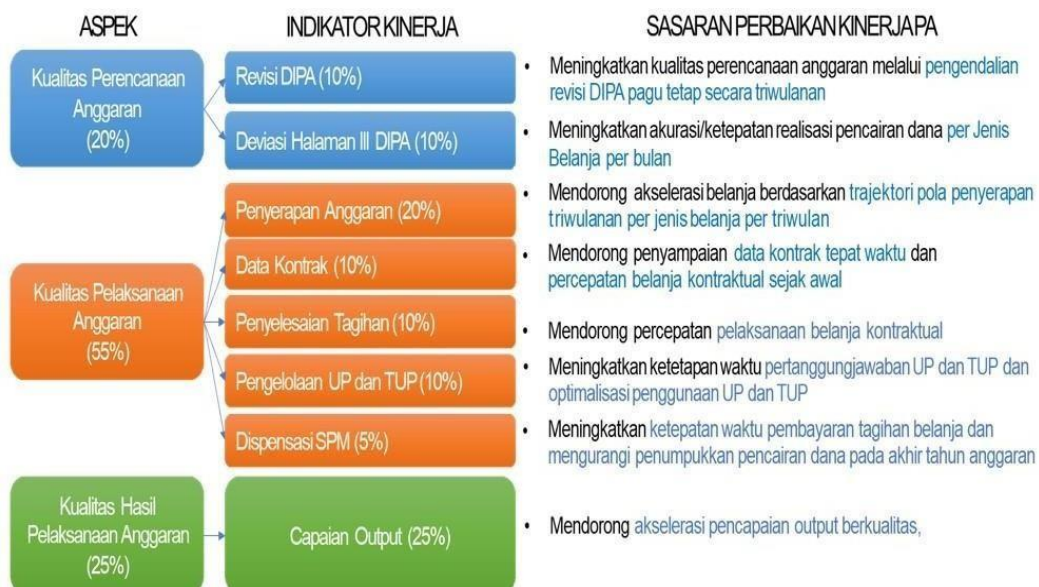 ASPEK
INDIKATOR KINERJA
SASARAN PERBAIKAN KINERJA PA
Kualitas Perencanaan
Anggaran
(20%)
Revisi DIPA (10%)
Deviasi Halaman III DIPA (10%)
• Meningkatkan kualitas perencanaan anggaran melalui pengendalian
revisi DIPA pagu tetap secara triwulanan
• Meningkatkan akurasi/ketepatan realisasi pencairan dana per Jenis
Belanja per bulan
Kualitas Pelaksanaan
Anggaran
(55%)
Penyerapan Anggaran (20%)
Data Kontrak (10%)
Penyelesaian Tagihan (10%)
Pengelolaan UP dan TUP (10%)
Dispensasi SPM (5%)
• Mendorong akselerasi belanja berdasarkan trajektori pola penyerapan
triwulanan per jenis belanja per triwulan
• Mendorong penyampaian data kontrak tepat waktu dan
percepatan belanja kontraktual sejak awal
• Mendorong percepatan pelaksanaan belanja kontraktual
• Meningkatkan ketetapan waktu pertanggungjawaban UP dan TUP dan
optimalisasi penggunaan UP dan TUP
• Meningkatkan ketepatan waktu pembayaran tagihan belanja dan
mengurangi penumpukkan pencairan dana pada akhir tahun anggaran
Kualitas Hasil
Pelaksanaan Anggaran
(25%)
Capaian Output (25%)
• Mendorong akselerasi pencapaian output berkualitas,